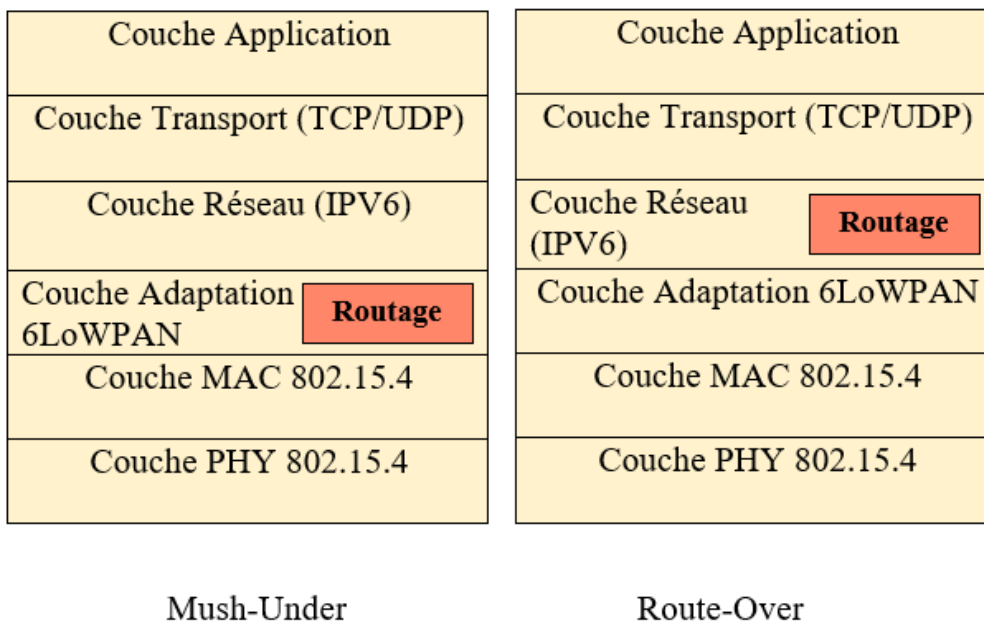 Couche Application
Couche Transport (TCP/UDP)
Couche Réseau (IPV6)
Couche Adaptation
6LoWPAN
Routage
Couche MAC 802.15.4
Couche PHY 802.15.4
Mush-Under
Couche Application
Couche Transport (TCP/UDP)
Couche Réseau
(IPV6)
Routage
Couche Adaptation 6LoWPAN
Couche MAC 802.15.4
Couche PHY 802.15.4
Route-Over